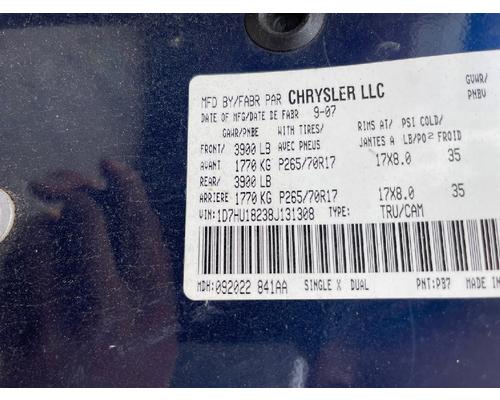 MFD BY/FABR PAR CHRYSLER LLC GVWR/
DATE OF MFG/DATE DE FABR 9-07 PNBV
GAWR/PNBE WITH TIRES/ RIMS AT/ PSI COLD/
FRONT/ 3900 LB AVEC PNEUS JANTES A LB/PO² FROID
AVANT 1770 KG P265/70R17 17X8.0 35
REAR/ 3900 LB
ARRIERE 1770 KG P265/70R17 17X8.0 35
VIN: 1D7HU18238J131308 TYPE: TRU/CAM
MDH: 092022 841AA SINGLE X DUAL PNT: PB7 MADE IN